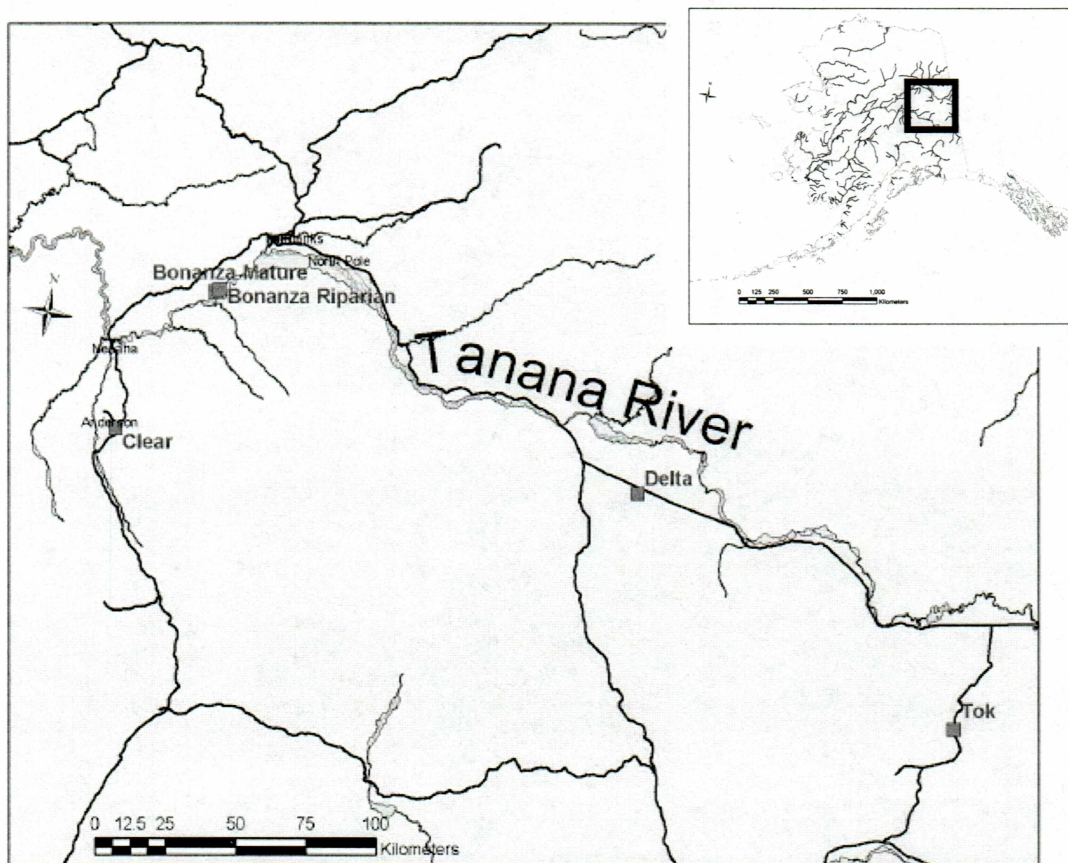 N
Fairbanks
North Pole
Bonanza Mature
Bonanza Riparian
Nenana
Anderson
Clear
Tanana River
Delta
Tok
0 12.5 25 50 75 100
Kilometers
0 125 250 500 750 1,000
Kilometers